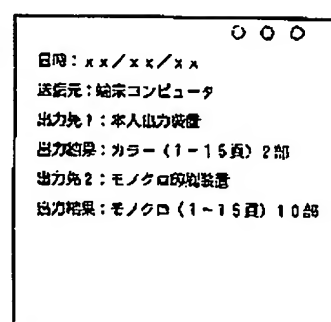 日時：xx/xx/xx
送信元：端末コンピュータ
出力先1：本人出力装置
出力結果：カラー（1~15頁）2部
出力先2：モノクロ印刷装置
出力結果：モノクロ（1~15頁）10部